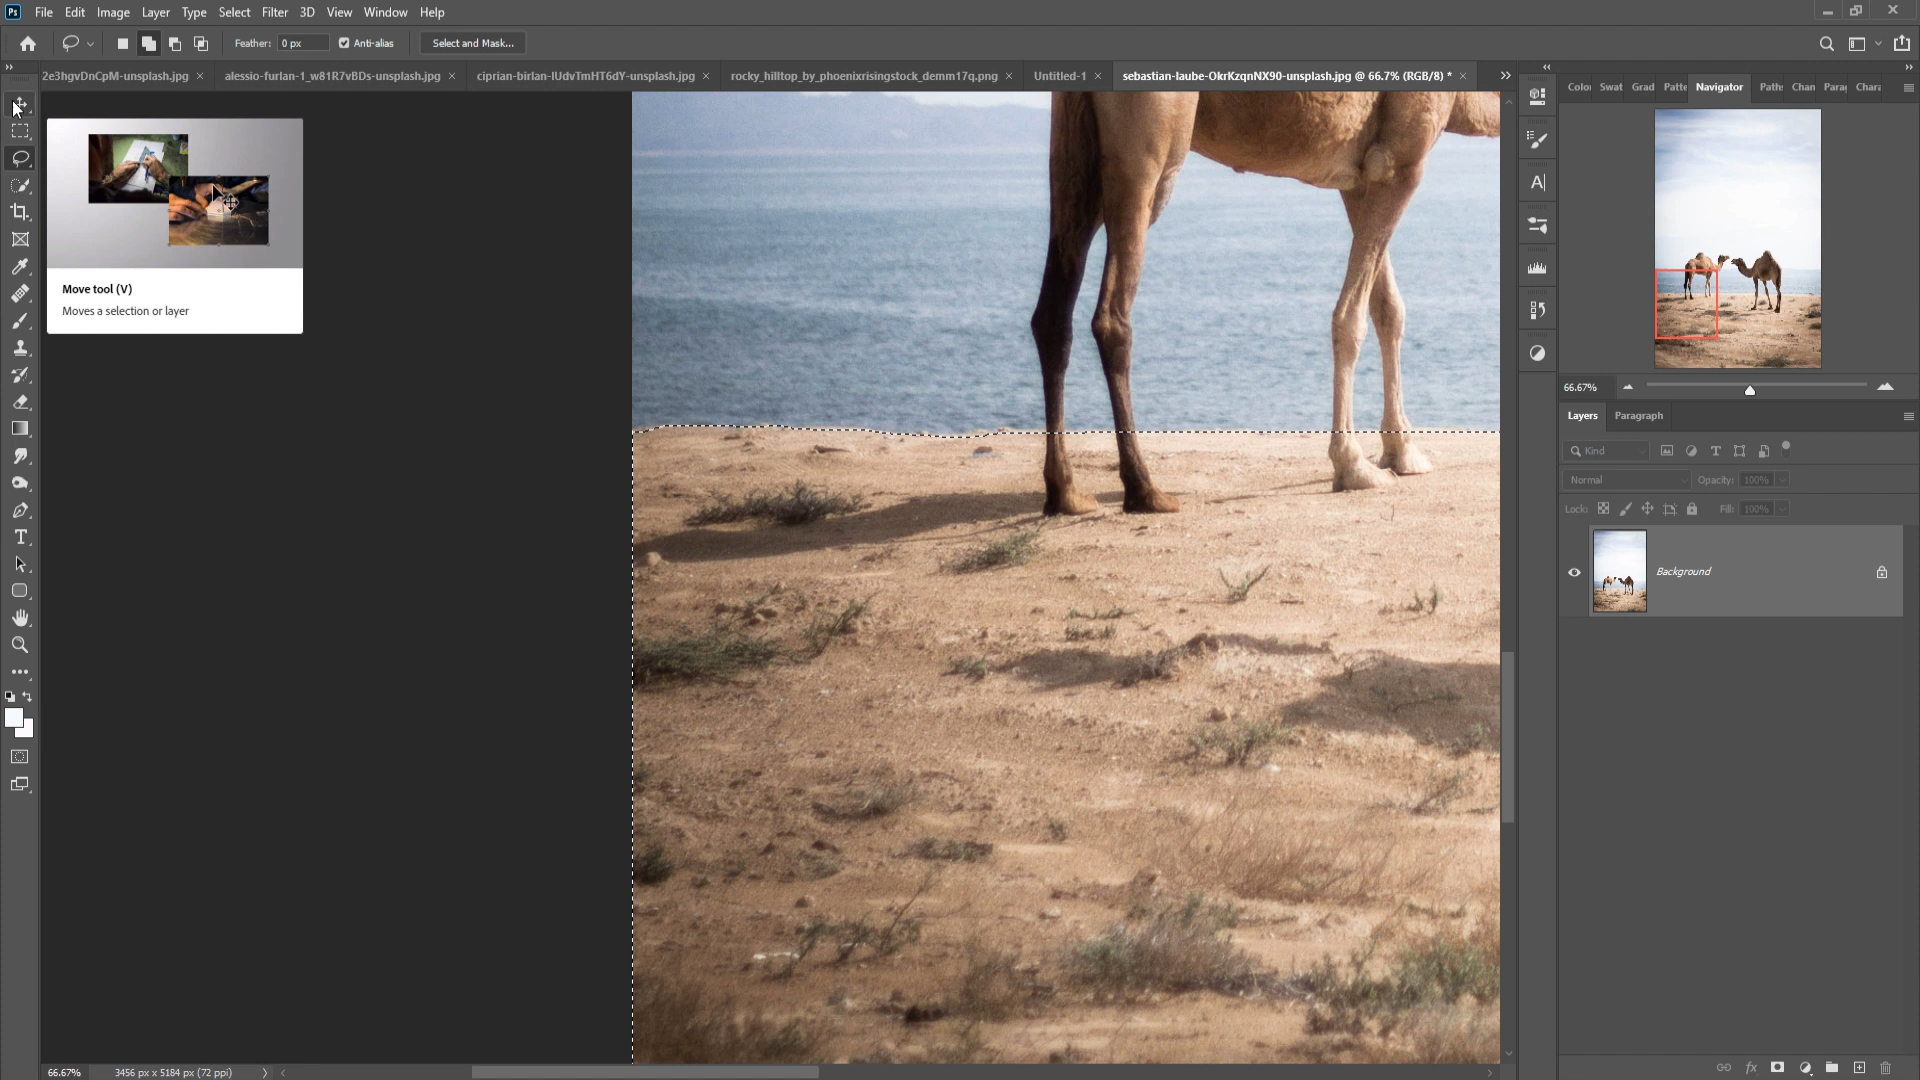 Ps File Edit Image Layer Type Select Filter 3D View Window Help
Feather: 0 px Anti-alias Select and Mask...
2e3hgvDnCpM-unsplash.jpg alessio-furlan-1_w81R7vBDs-unsplash.jpg ciprian-birlan-IUdvTmHT6dY-unsplash.jpg rocky_hilltop_by_phoenixrisingstock_demm17q.png Untitled-1 sebastian-laube-OkrKzqnNX90-unsplash.jpg @ 66.7% (RGB/8) *
Colo Swat Grad Patte Navigator Paths Chan Para Chara
Move tool (V)
Moves a selection or layer
66.67%
Layers Paragraph
Kind
Normal Opacity: 100%
Lock: Fill: 100%
Background
66.67% 3456 px x 5184 px (72 ppi)